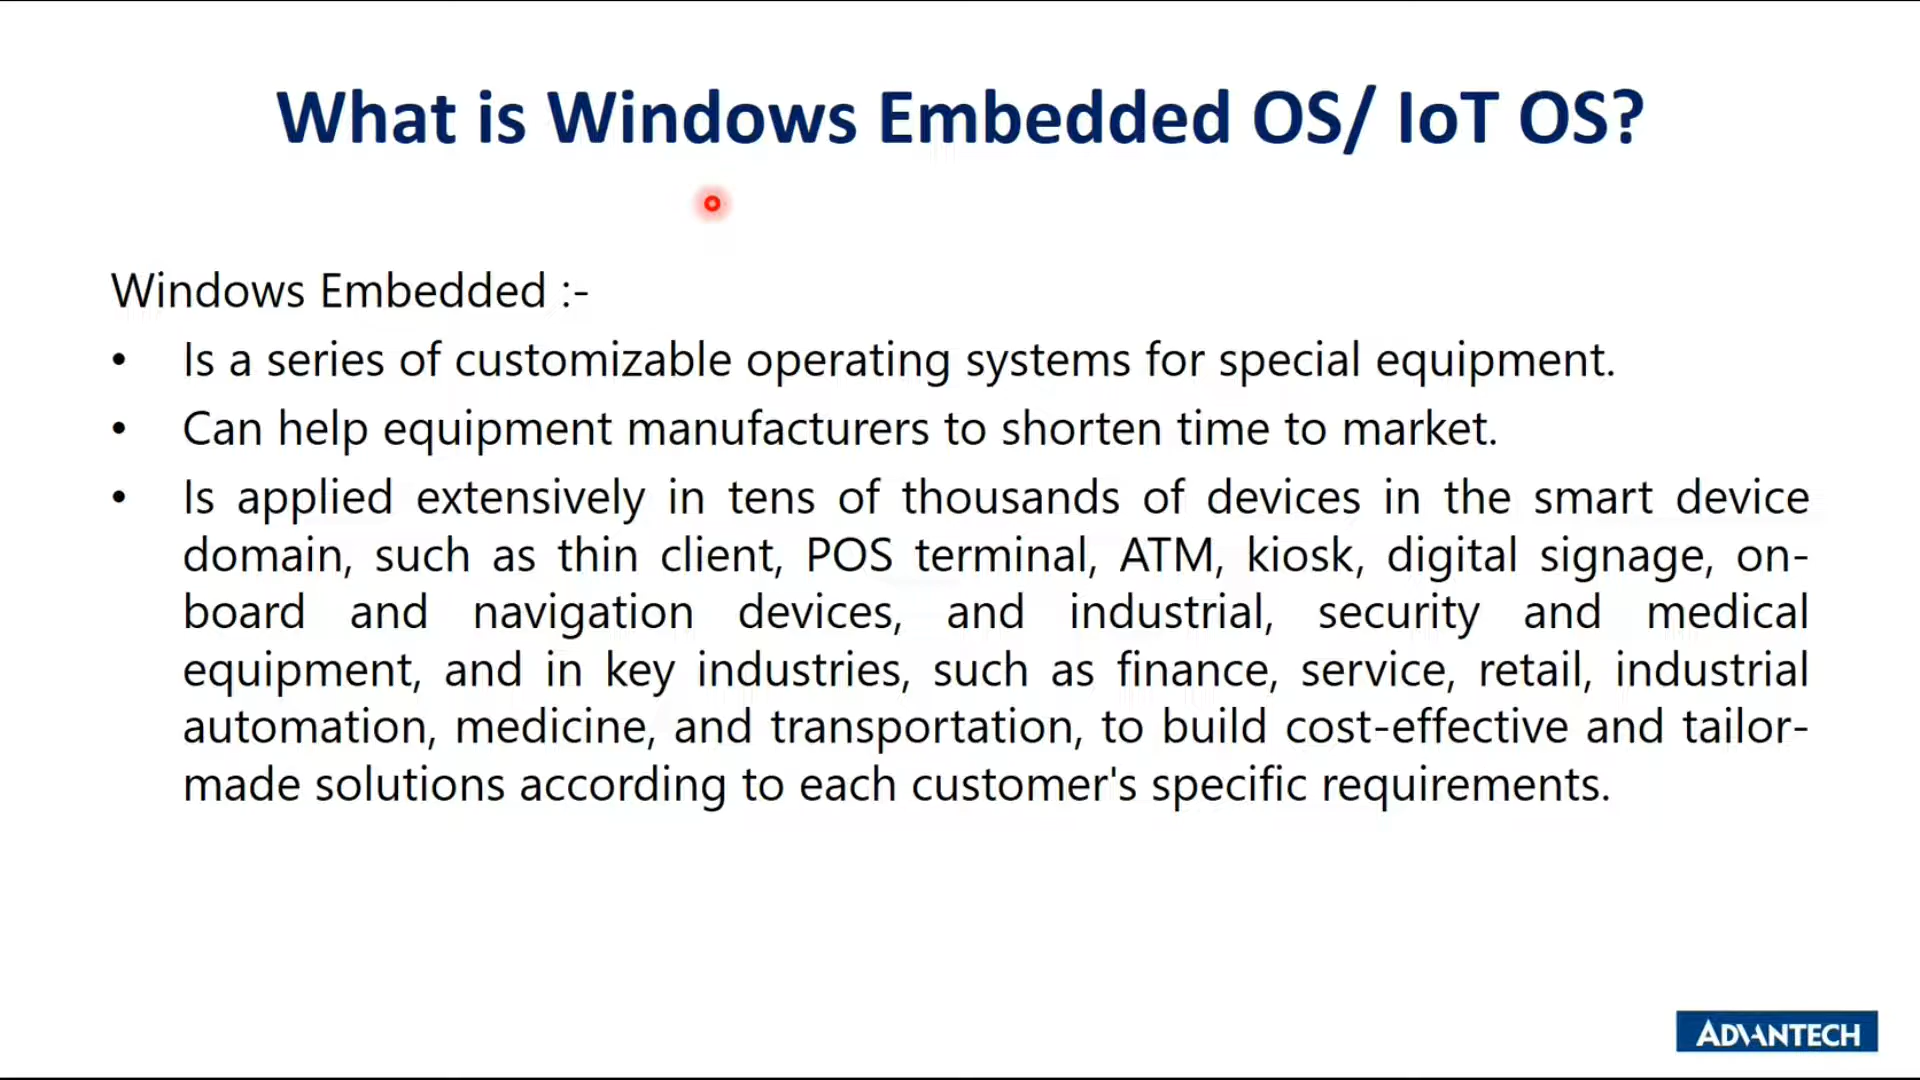 What is Windows Embedded OS/ IoT OS?
Windows Embedded :-
• Is a series of customizable operating systems for special equipment.
• Can help equipment manufacturers to shorten time to market.
• Is applied extensively in tens of thousands of devices in the smart device
domain, such as thin client, POS terminal, ATM, kiosk, digital signage, on-
board and navigation devices, and industrial, security and medical
equipment, and in key industries, such as finance, service, retail, industrial
automation, medicine, and transportation, to build cost-effective and tailor-
made solutions according to each customer's specific requirements.
ADVANTECH